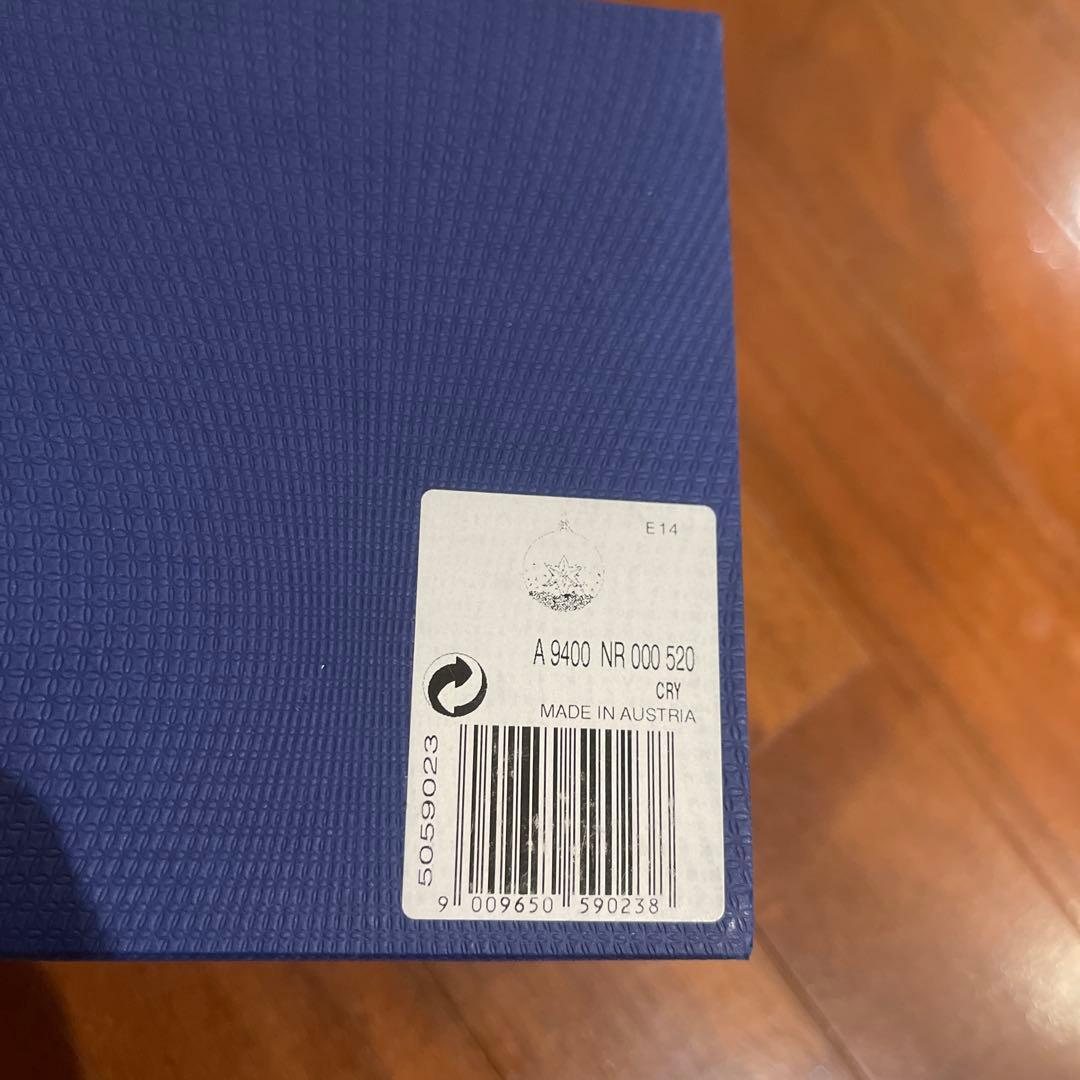 E14
A 9400 NR 000 520
CRY
MADE IN AUSTRIA
5059023
9 009650 590238